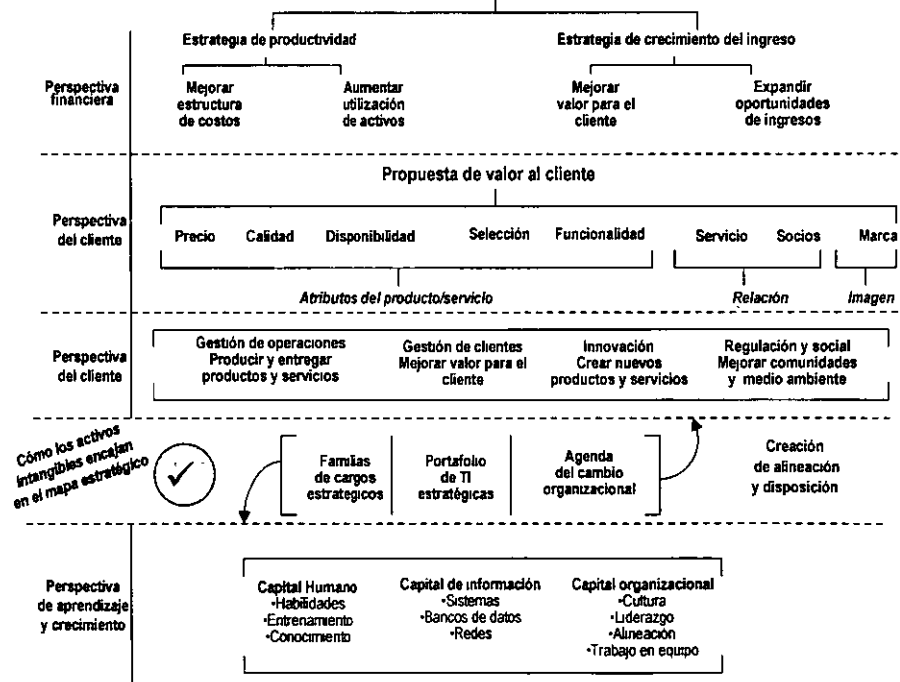 Estrategia de productividad
Estrategia de crecimiento del ingreso
Perspectiva
financiera
Mejorar
estructura
de costos
Aumentar
utilización
de activos
Mejorar
valor para el
cliente
Expandir
oportunidades
de ingresos
Propuesta de valor al cliente
Perspectiva
del cliente
Precio
Calidad
Disponibilidad
Selección
Funcionalidad
Servicio
Socios
Marca
Atributos del producto/servicio
Relación
Imagen
Perspectiva
del cliente
Gestión de operaciones
Producir y entregar
productos y servicios
Gestión de clientes
Mejorar valor para el
cliente
Innovación
Crear nuevos
productos y servicios
Regulación y social
Mejorar comunidades
y medio ambiente
Cómo los activos
intangibles encajan
en el mapa estratégico
Familias
de cargos
estrategicos
Portafolio
de TI
estratégicas
Agenda
del cambio
organizacional
Creación
de alineación
y disposición
Perspectiva
de aprendizaje
y crecimiento
Capital Humano
•Habilidades
•Entrenamiento
•Conocimiento
Capital de información
•Sistemas
•Bancos de datos
•Redes
Capital organizacional
•Cultura
•Liderazgo
•Alineación
•Trabajo en equipo